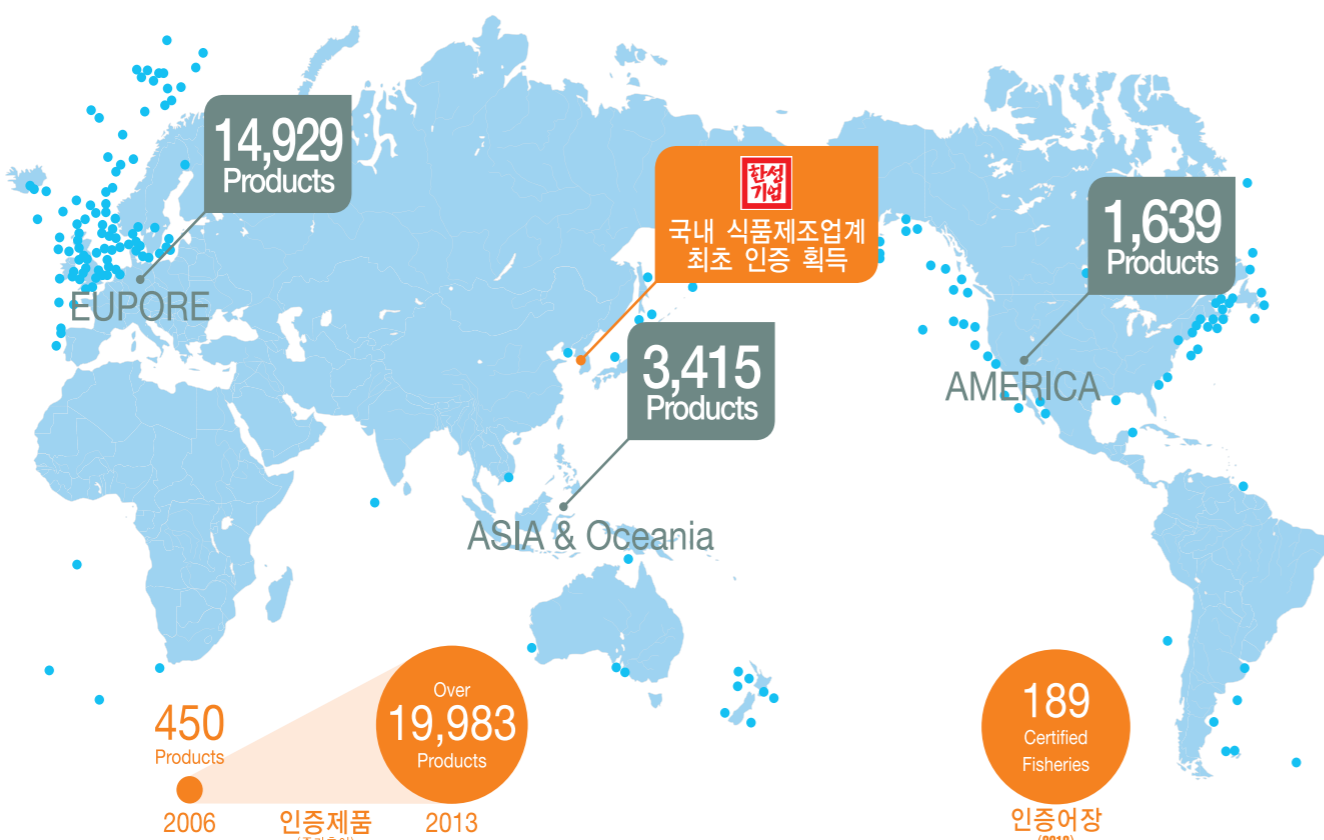 14,929
Products
EUPORE
한성
기업
국내 식품제조업계
최초 인증 획득
3,415
Products
ASIA & Oceania
1,639
Products
AMERICA
450
Products
2006
인증제품
Over
19,983
Products
2013
189
Certified
Fisheries
인증어장